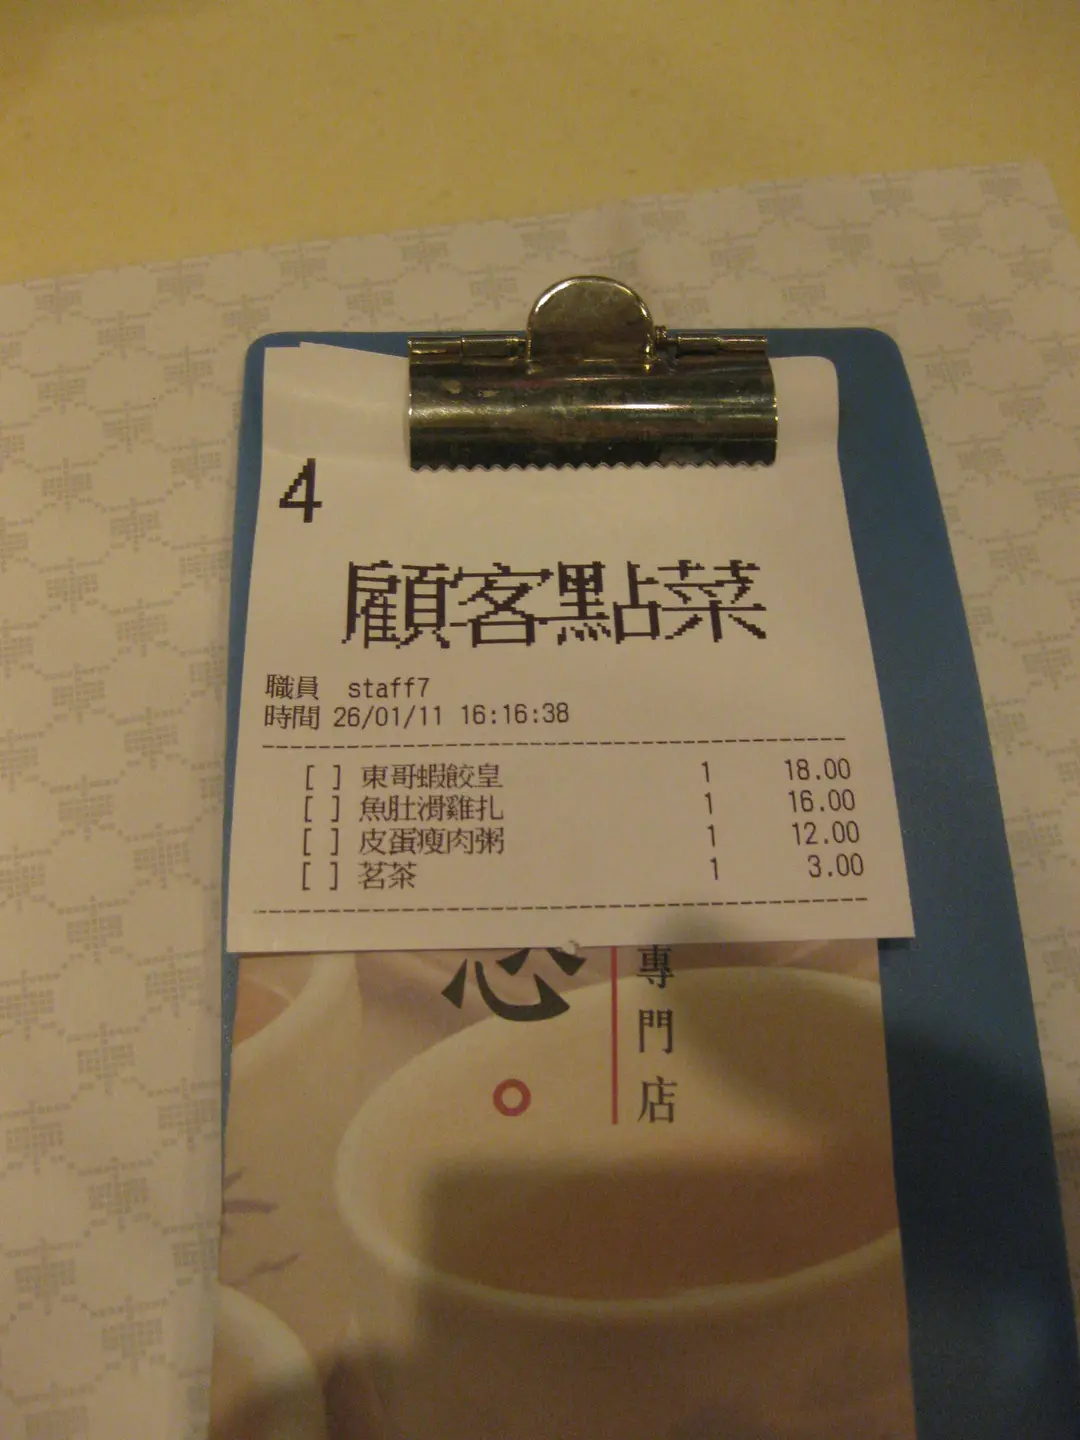 4
顧客點菜
職員 staff7
時間 26/01/11 16:16:38
[ ] 東哥蝦餃皇 1 18.00
[ ] 魚肚滑雞扎 1 16.00
[ ] 皮蛋瘦肉粥 1 12.00
[ ] 茗茶 1 3.00
專門店